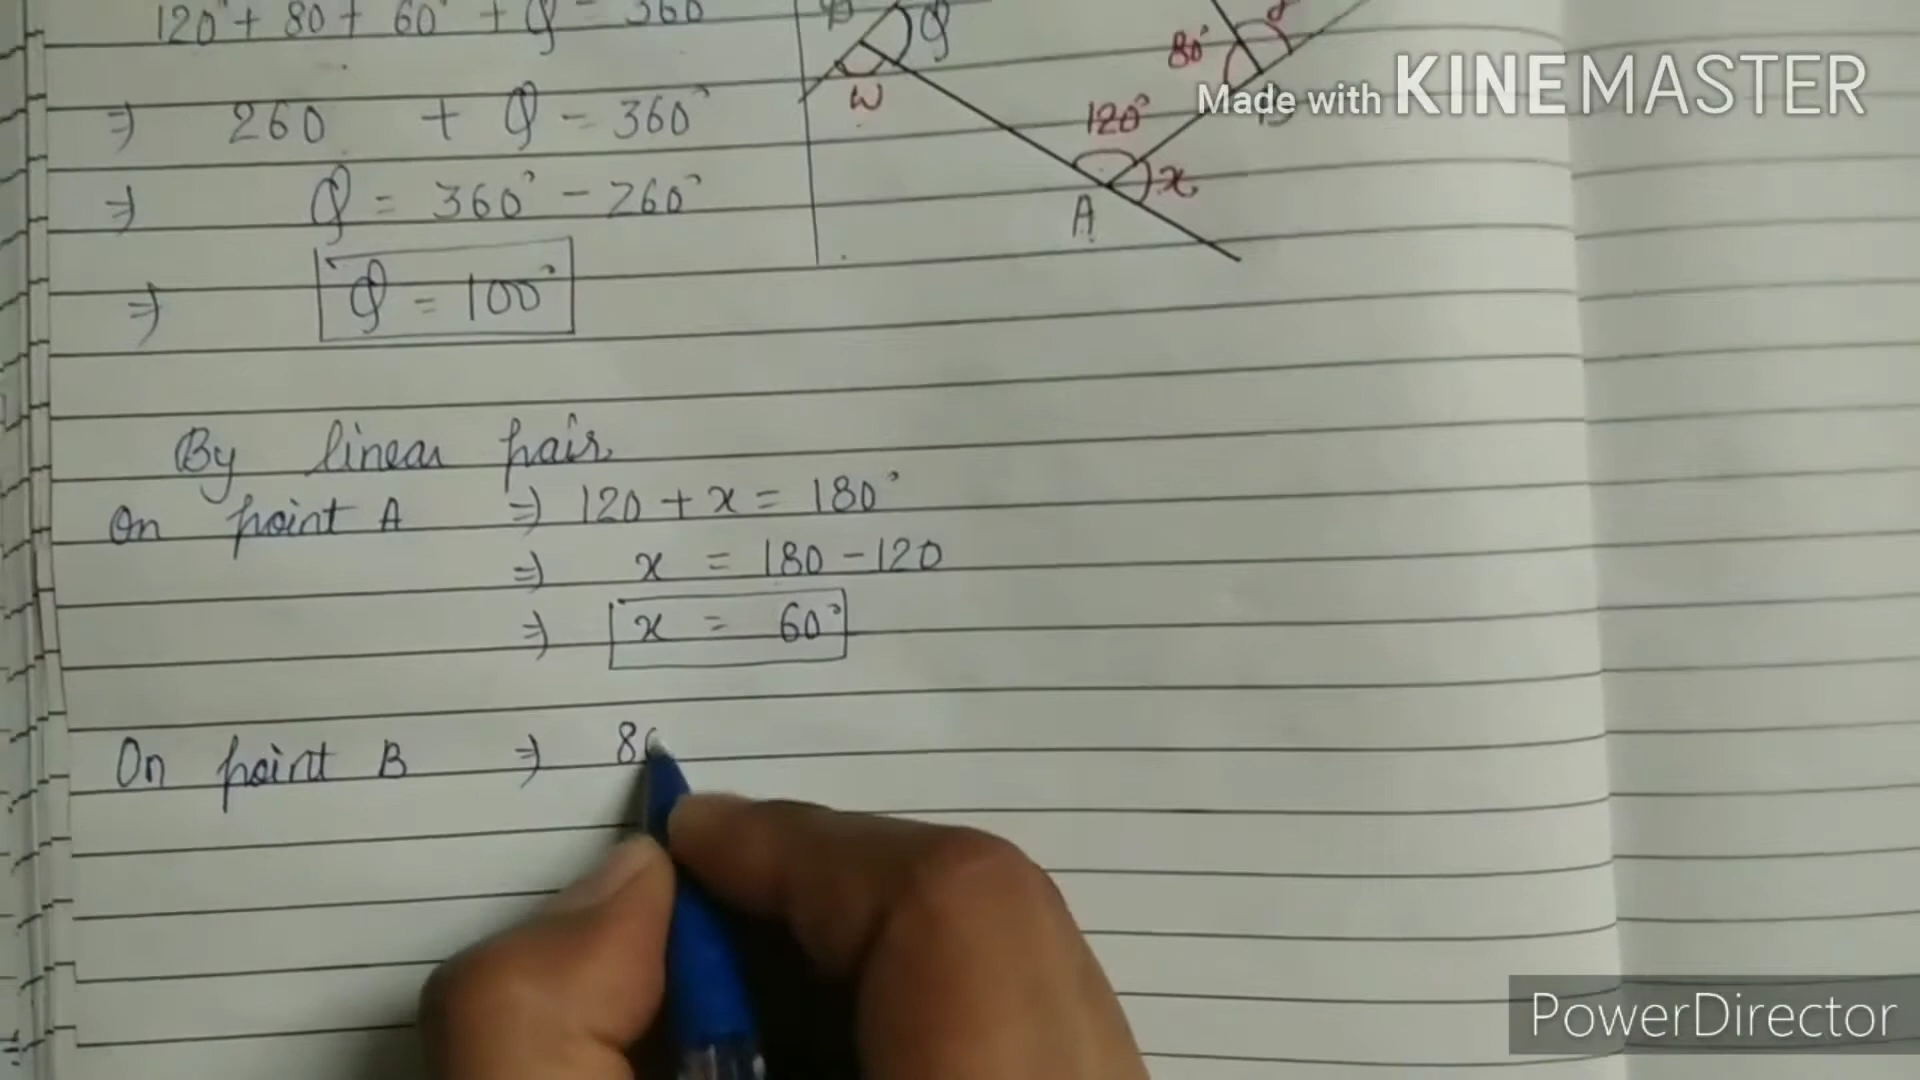 120° + 80 + 60° + Q = 360
⇒ 260 + Q = 360°
⇒ Q = 360° - 260°
⇒ Q = 100°
By linear pair
On point A ⇒ 120 + x = 180°
⇒ x = 180 - 120
⇒ x = 60°
On point B ⇒ 80
Q
w
80°
120°
x
A
Made with KINEMASTER
PowerDirector